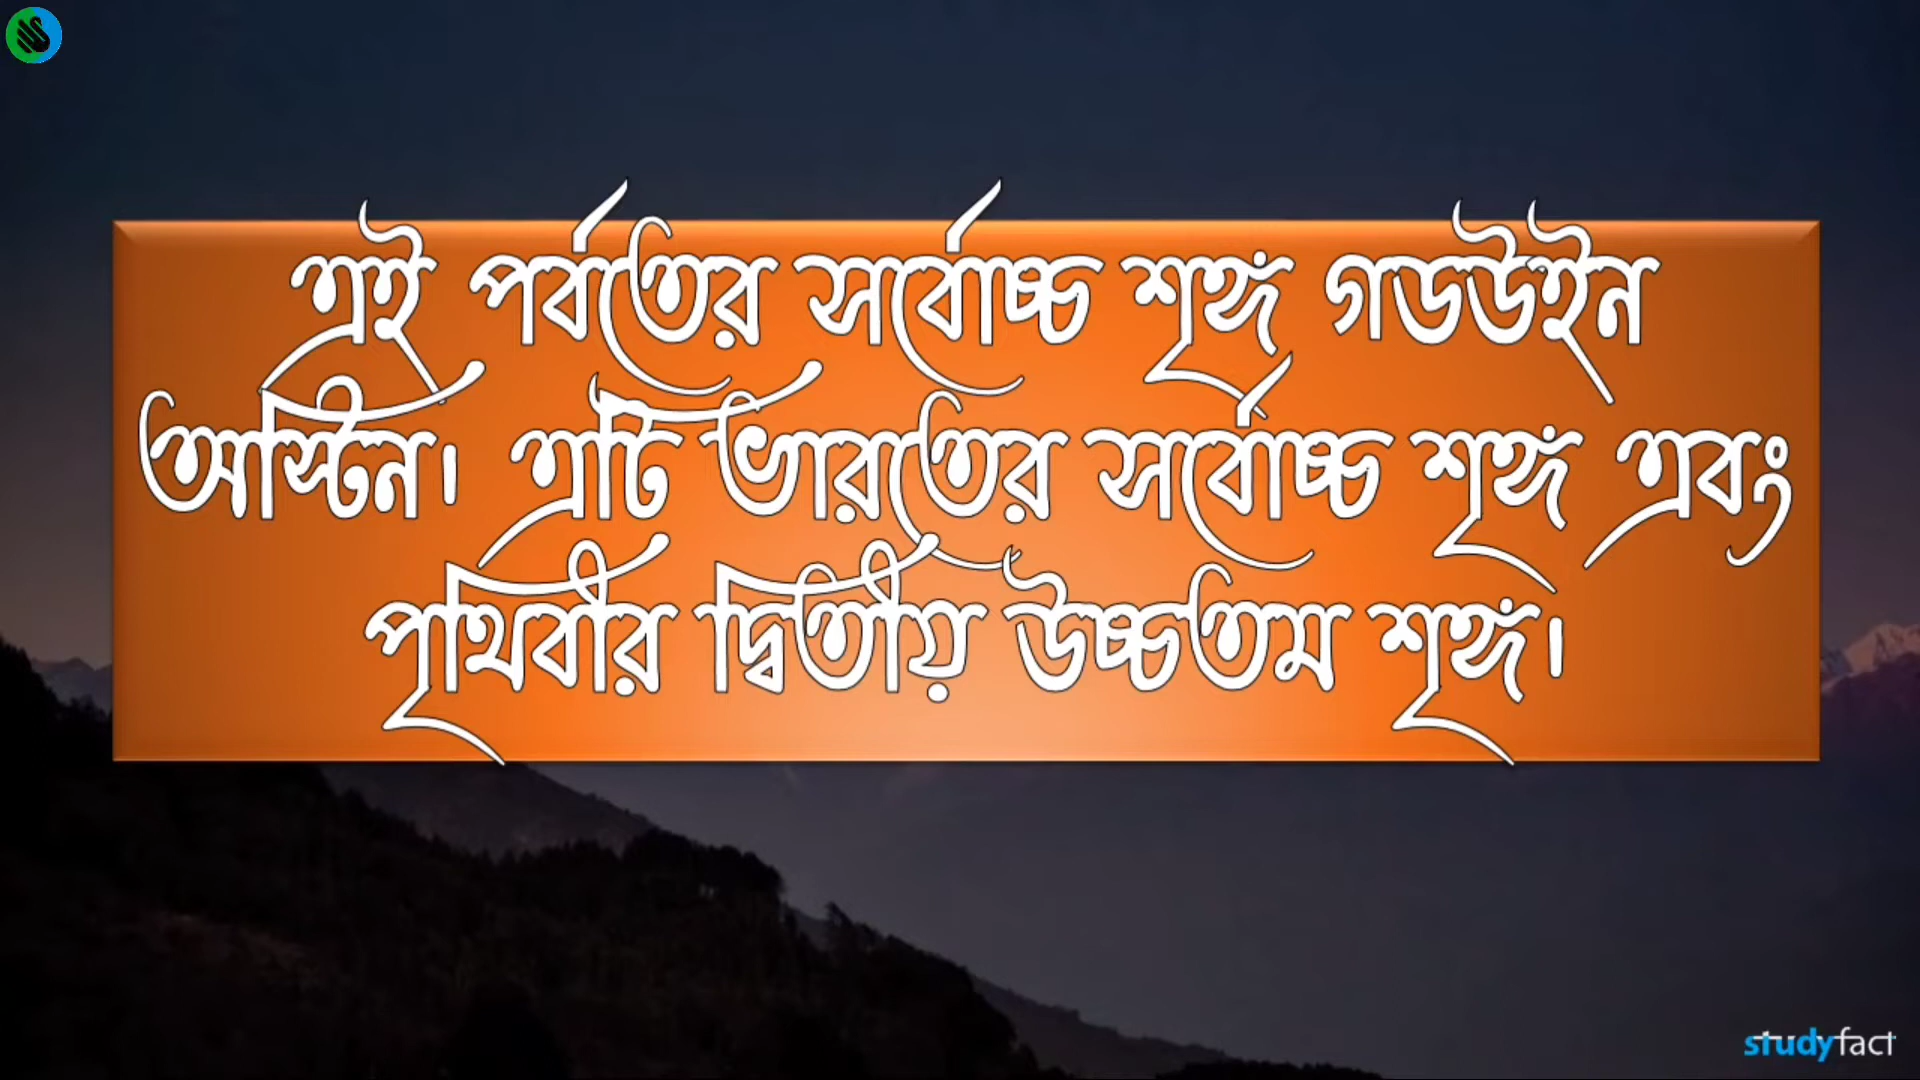 এই পর্বতের সর্বোচ্চ শৃঙ্গ গডউইন
অস্টিন। এটি ভারতের সর্বোচ্চ শৃঙ্গ এবং
পৃথিবীর দ্বিতীয় উচ্চতম শৃঙ্গ।
studyfact